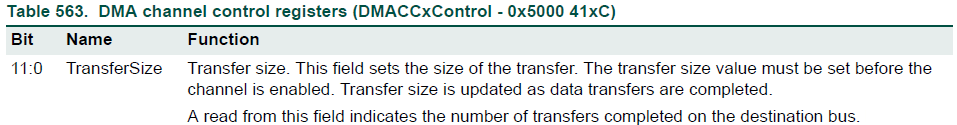 Table 563. DMA channel control registers (DMACCxControl - 0x5000 41xC)
Bit Name Function
11:0 TransferSize Transfer size. This field sets the size of the transfer. The transfer size value must be set before the
channel is enabled. Transfer size is updated as data transfers are completed.
A read from this field indicates the number of transfers completed on the destination bus.